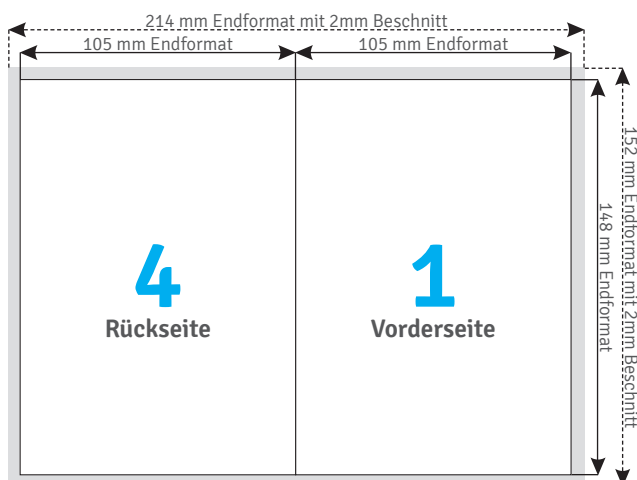 214 mm Endformat mit 2mm Beschnitt
105 mm Endformat
105 mm Endformat
4
Rückseite
1
Vorderseite
148 mm Endformat
152 mm Endformat mit 2mm Beschnitt